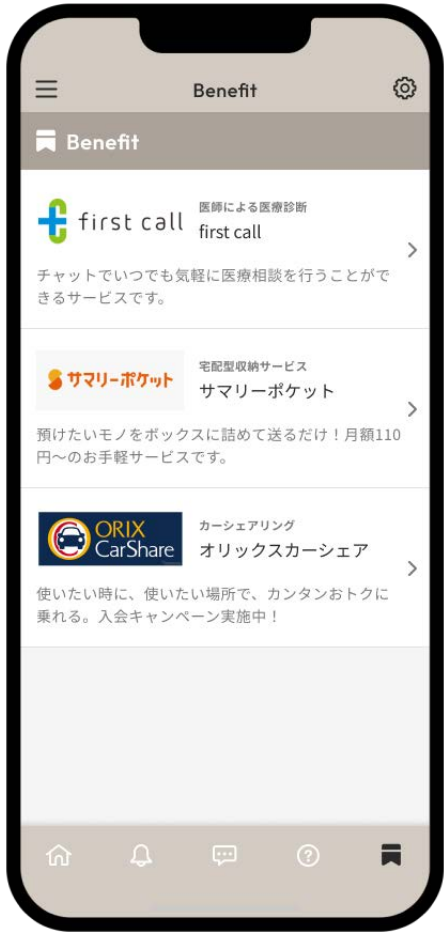 Benefit
Benefit
first call
医師による医療診断
first call
チャットでいつでも気軽に医療相談を行うことがで
きるサービスです。
サマリーポケット
宅配型収納サービス
サマリーポケット
預けたいモノをボックスに詰めて送るだけ！月額110
円〜のお手軽サービスです。
ORIX
CarShare
カーシェアリング
オリックスカーシェア
使いたい時に、使いたい場所で、カンタンおトクに
乗れる。入会キャンペーン実施中！